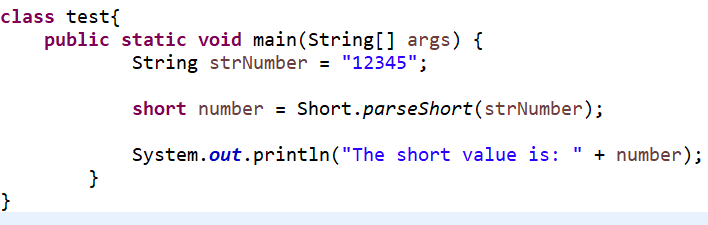 class test{
public static void main(String[] args) {
String strNumber = "12345";
short number = Short.parseShort(strNumber);
System.out.println("The short value is: " + number);
}
}